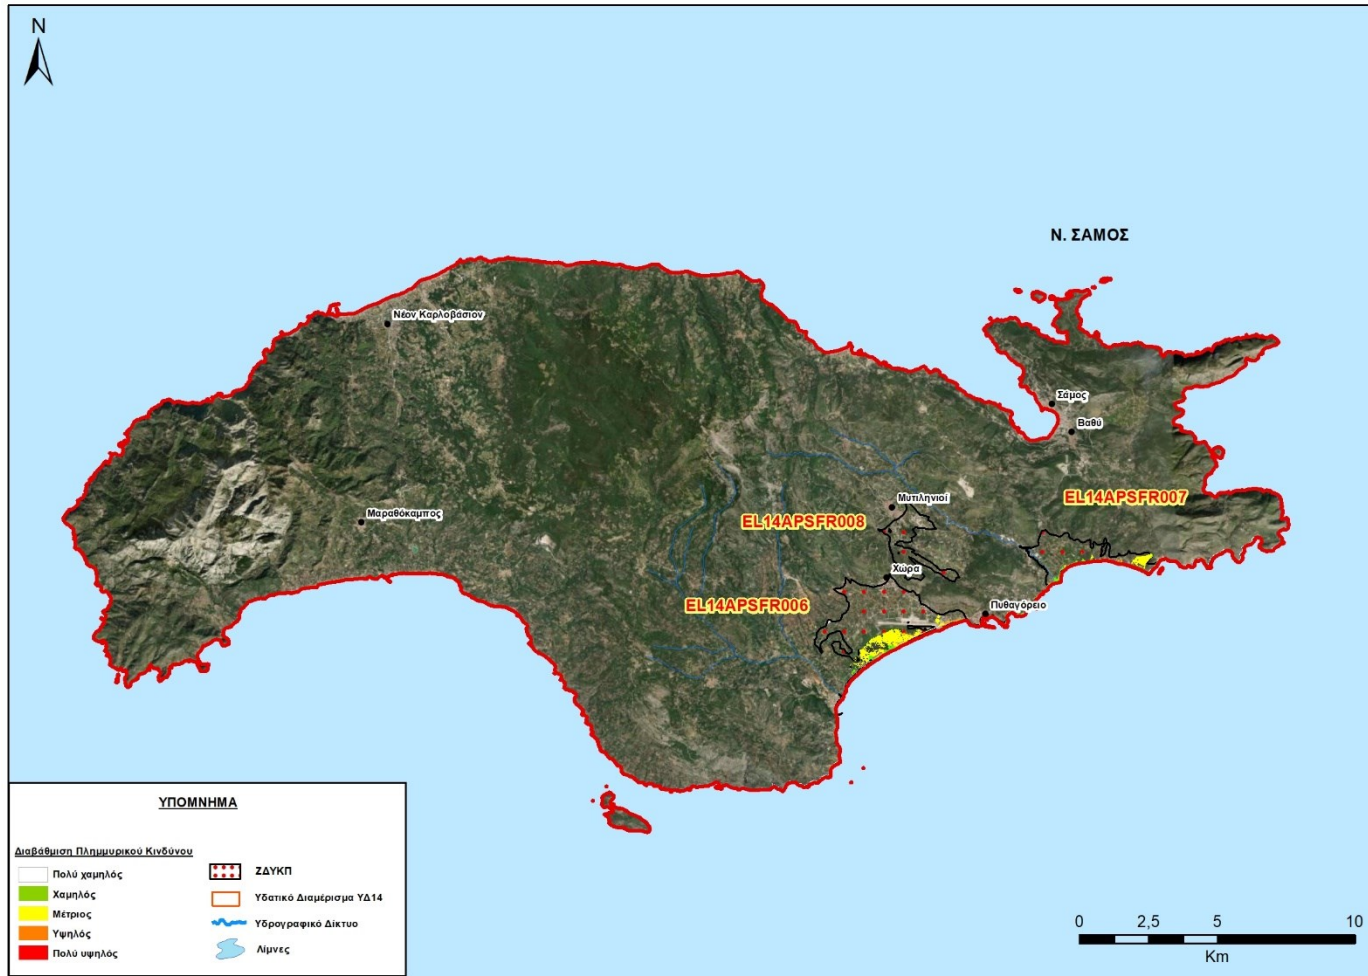 N
Ν. ΣΑΜΟΣ
Νέον Καρλοβάσιον
Σάμος
Βαθύ
Μυτιληνιοί
EL14APSFR007
Μαραθόκαμπος
EL14APSFR008
Χώρα
EL14APSFR006
Πυθαγόρειο
ΥΠΟΜΝΗΜΑ
Διαβάθμιση Πλημμυρικού Κινδύνου
Πολύ χαμηλός
Χαμηλός
Μέτριος
Υψηλός
Πολύ υψηλός
ΖΔΥΚΠ
Υδατικό Διαμέρισμα ΥΔ14
Υδρογραφικό Δίκτυο
Λίμνες
0 2,5 5 10
Km